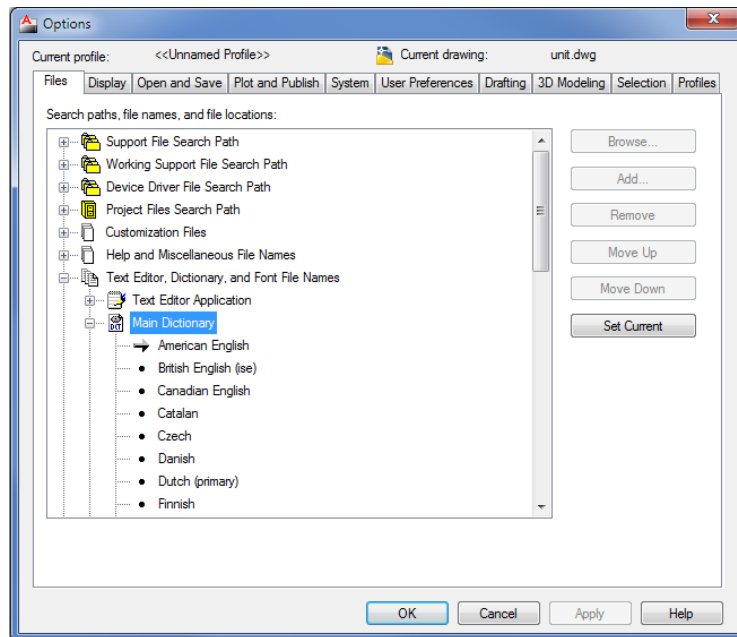 Options
Current profile: <<Unnamed Profile>> Current drawing: unit.dwg
Files Display Open and Save Plot and Publish System User Preferences Drafting 3D Modeling Selection Profiles
Search paths, file names, and file locations:
Support File Search Path
Working Support File Search Path
Device Driver File Search Path
Project Files Search Path
Customization Files
Help and Miscellaneous File Names
Text Editor, Dictionary, and Font File Names
Text Editor Application
Main Dictionary
American English
British English (ise)
Canadian English
Catalan
Czech
Danish
Dutch (primary)
Finnish
Browse...
Add...
Remove
Move Up
Move Down
Set Current
OK Cancel Apply Help